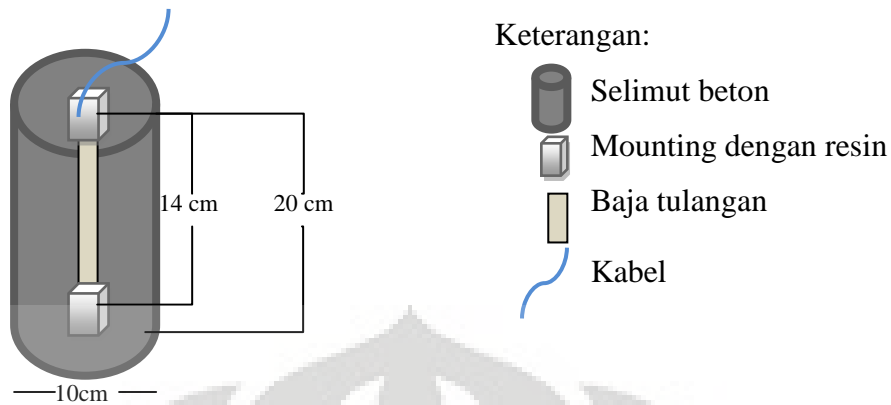 Keterangan:
Selimut beton
Mounting dengan resin
Baja tulangan
Kabel
14 cm
20 cm
10cm